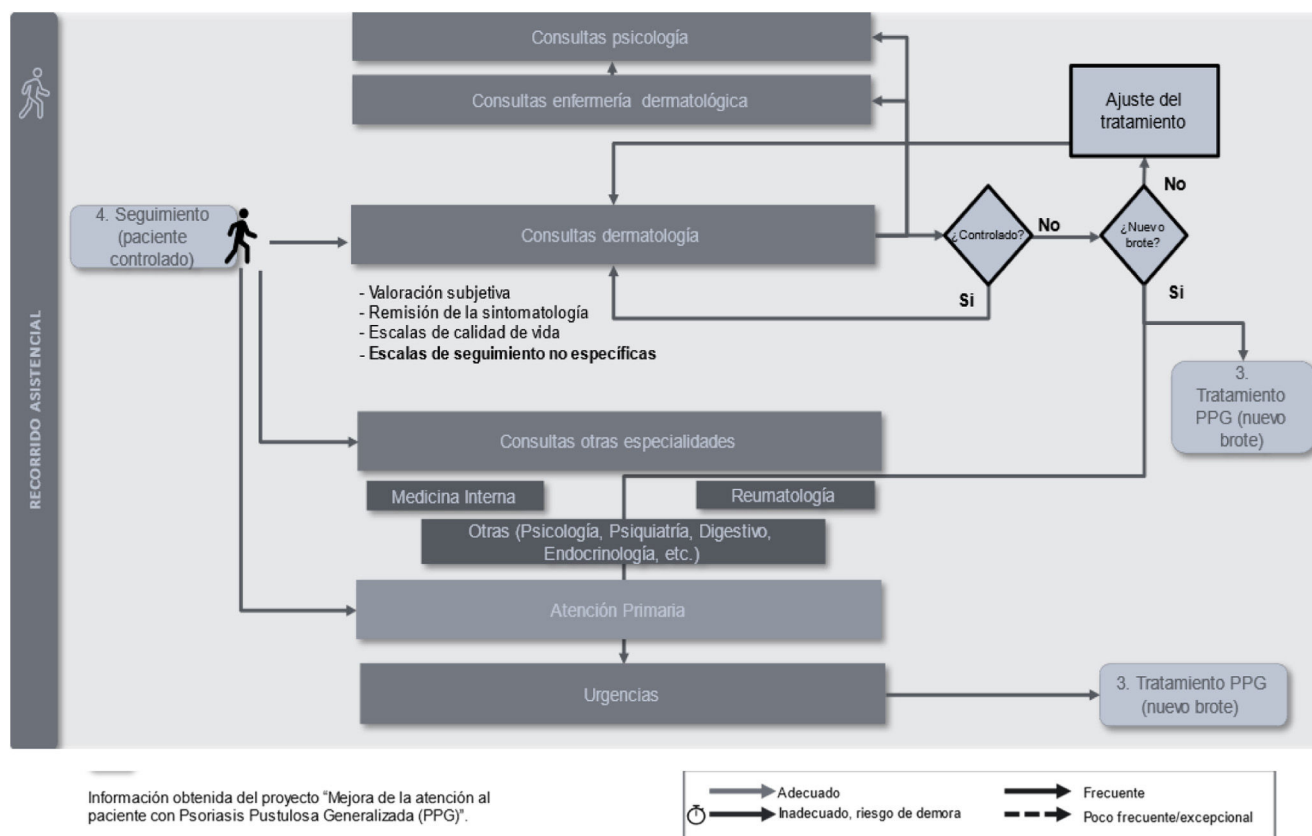 RECORRIDO ASISTENCIAL
Consultas psicología
Consultas enfermería dermatológica
Ajuste del
tratamiento
No
4. Seguimiento
(paciente
controlado)
Consultas dermatología
¿Controlado?
No
¿Nuevo
brote?
Si
Si
- Valoración subjetiva
- Remisión de la sintomatología
- Escalas de calidad de vida
- Escalas de seguimiento no específicas
3.
Tratamiento
PPG (nuevo
brote)
Consultas otras especialidades
Medicina Interna
Reumatología
Otras (Psicología, Psiquiatría, Digestivo,
Endocrinología, etc.)
Atención Primaria
Urgencias
3. Tratamiento PPG
(nuevo brote)
Información obtenida del proyecto “Mejora de la atención al
paciente con Psoriasis Pustulosa Generalizada (PPG)”.
Adecuado
Inadecuado, riesgo de demora
Frecuente
Poco frecuente/excepcional